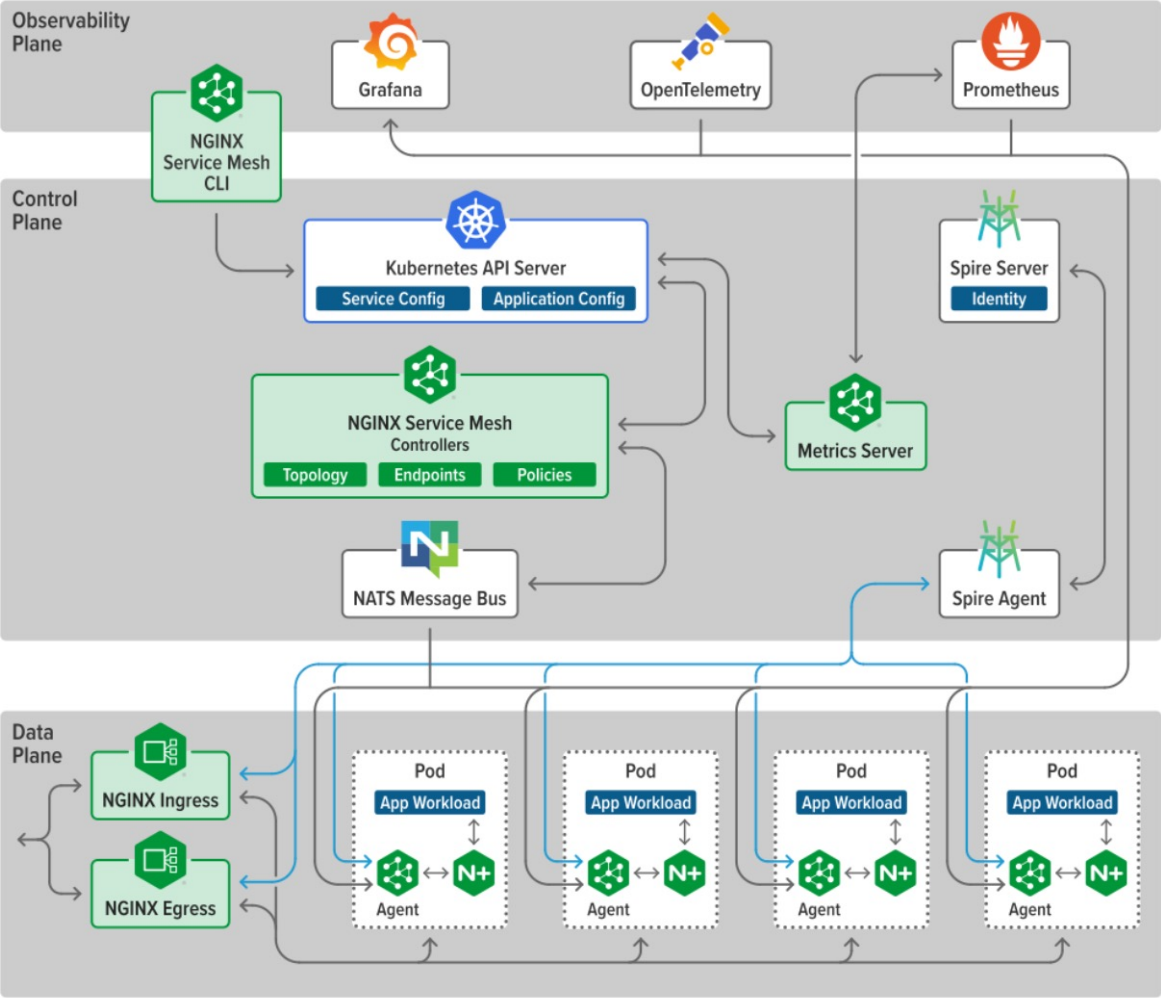 Observability
Plane
Grafana
OpenTelemetry
Prometheus
NGINX
Service Mesh
CLI
Control
Plane
Kubernetes API Server
Service Config
Application Config
Spire Server
Identity
NGINX Service Mesh
Controllers
Topology
Endpoints
Policies
Metrics Server
N
NATS Message Bus
Spire Agent
Data
Plane
NGINX Ingress
NGINX Egress
Pod
App Workload
N+
Agent
Pod
App Workload
N+
Agent
Pod
App Workload
N+
Agent
Pod
App Workload
N+
Agent